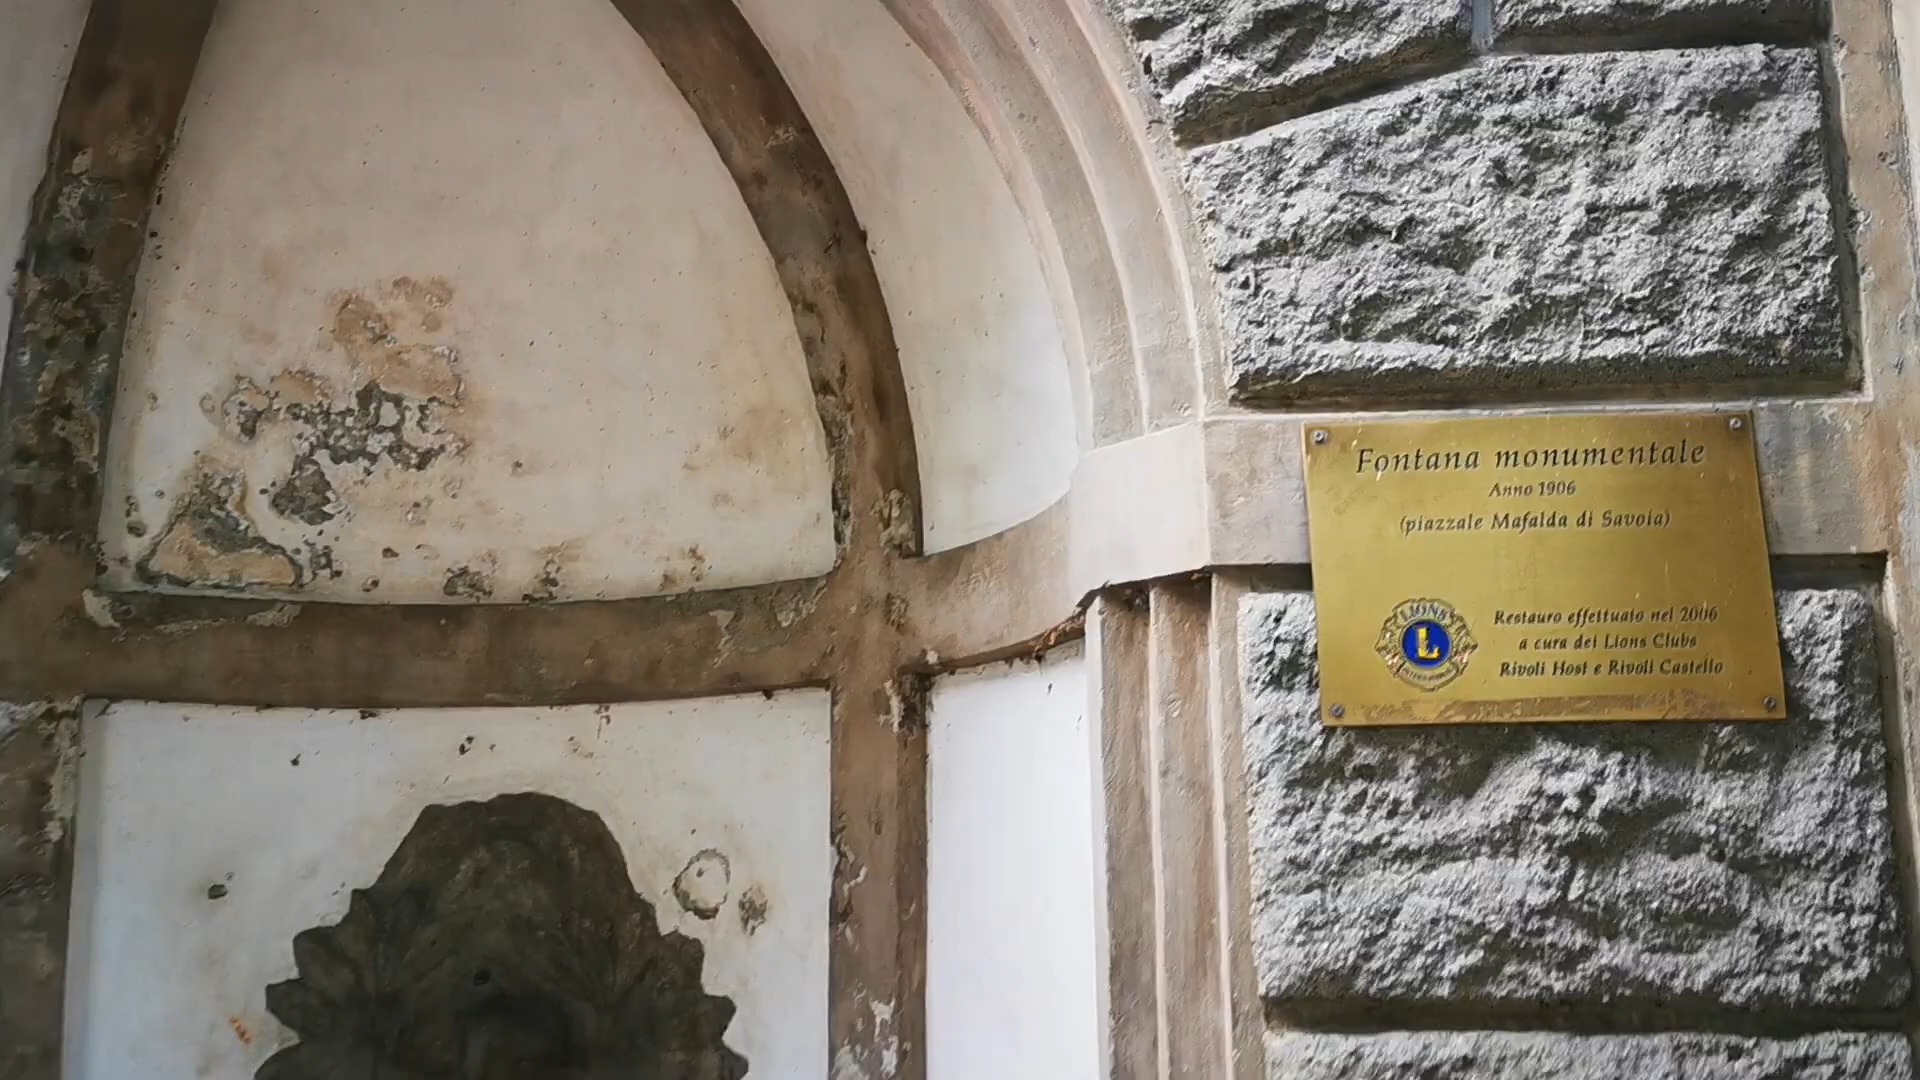 Fontana monumentale
Anno 1906
(piazzale Mafalda di Savoia)
LIONS
L
Restauro effettuato nel 2006
a cura dei Lions Clubs
Rivoli Host e Rivoli Castello